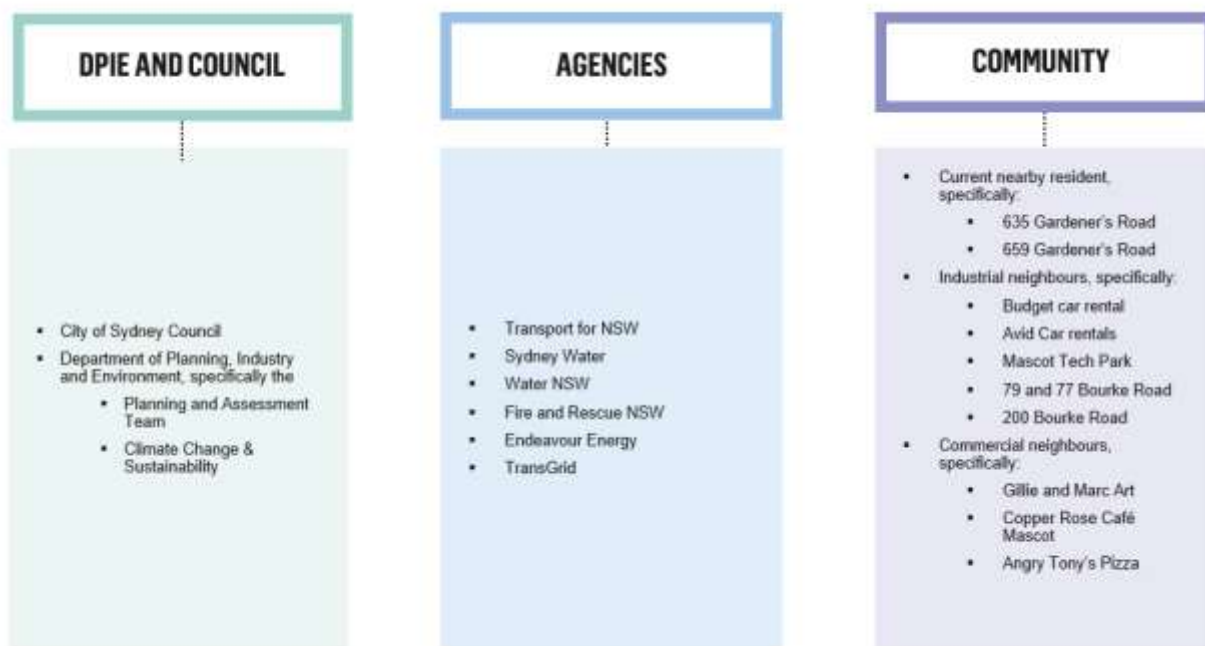 DPIE AND COUNCIL
• City of Sydney Council
• Department of Planning, Industry
and Environment, specifically the
• Planning and Assessment
Team
• Climate Change &
Sustainability
AGENCIES
• Transport for NSW
• Sydney Water
• Water NSW
• Fire and Rescue NSW
• Endeavour Energy
• TransGrid
COMMUNITY
• Current nearby resident,
specifically:
• 635 Gardener’s Road
• 659 Gardener’s Road
• Industrial neighbours, specifically:
• Budget car rental
• Avid Car rentals
• Mascot Tech Park
• 79 and 77 Bourke Road
• 200 Bourke Road
• Commercial neighbours,
specifically:
• Gillie and Marc Art
• Copper Rose Café
Mascot
• Angry Tony’s Pizza